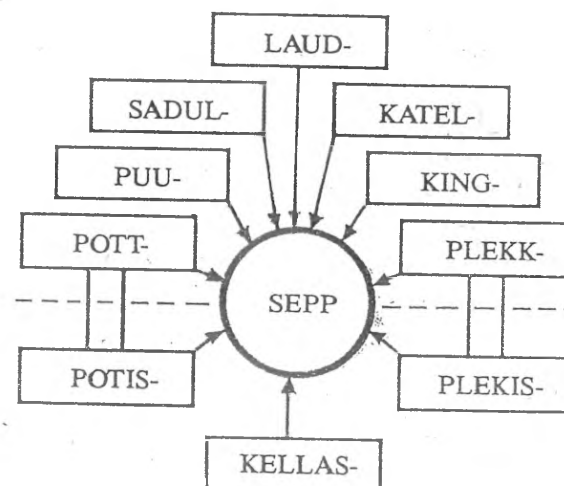 LAUD-
SADUL-
KATEL-
PUU-
KING-
POTT-
PLEKK-
SEPP
POTIS-
PLEKIS-
KELLAS-